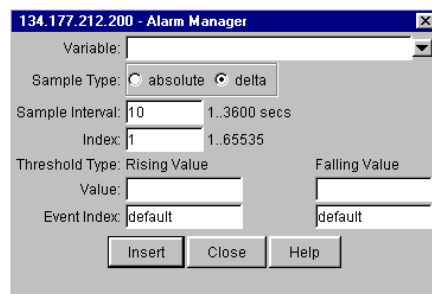 134.177.212.200 - Alarm Manager
Variable:
Sample Type: absolute delta
Sample Interval: 10 1..3600 secs
Index: 1 1..65535
Threshold Type: Rising Value Falling Value
Value:
Event Index: default default
Insert Close Help